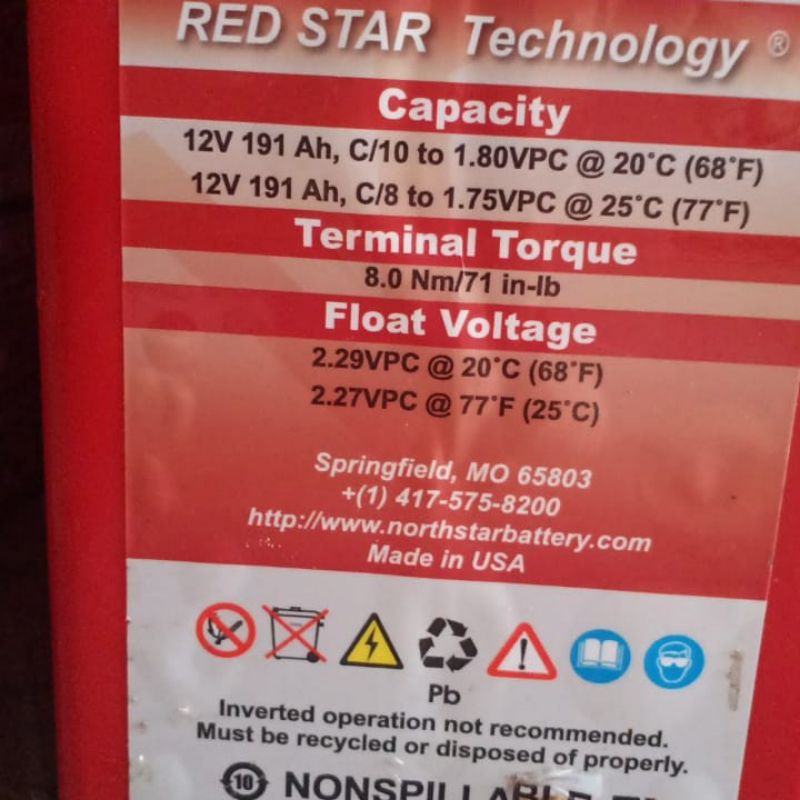 RED STAR Technology ®
Capacity
12V 191 Ah, C/10 to 1.80VPC @ 20°C (68°F)
12V 191 Ah, C/8 to 1.75VPC @ 25°C (77°F)
Terminal Torque
8.0 Nm/71 in-lb
Float Voltage
2.29VPC @ 20°C (68°F)
2.27VPC @ 77°F (25°C)
Springfield, MO 65803
+(1) 417-575-8200
http://www.northstarbattery.com
Made in USA
Pb
Inverted operation not recommended.
Must be recycled or disposed of properly.
10 NONSPILLABLE